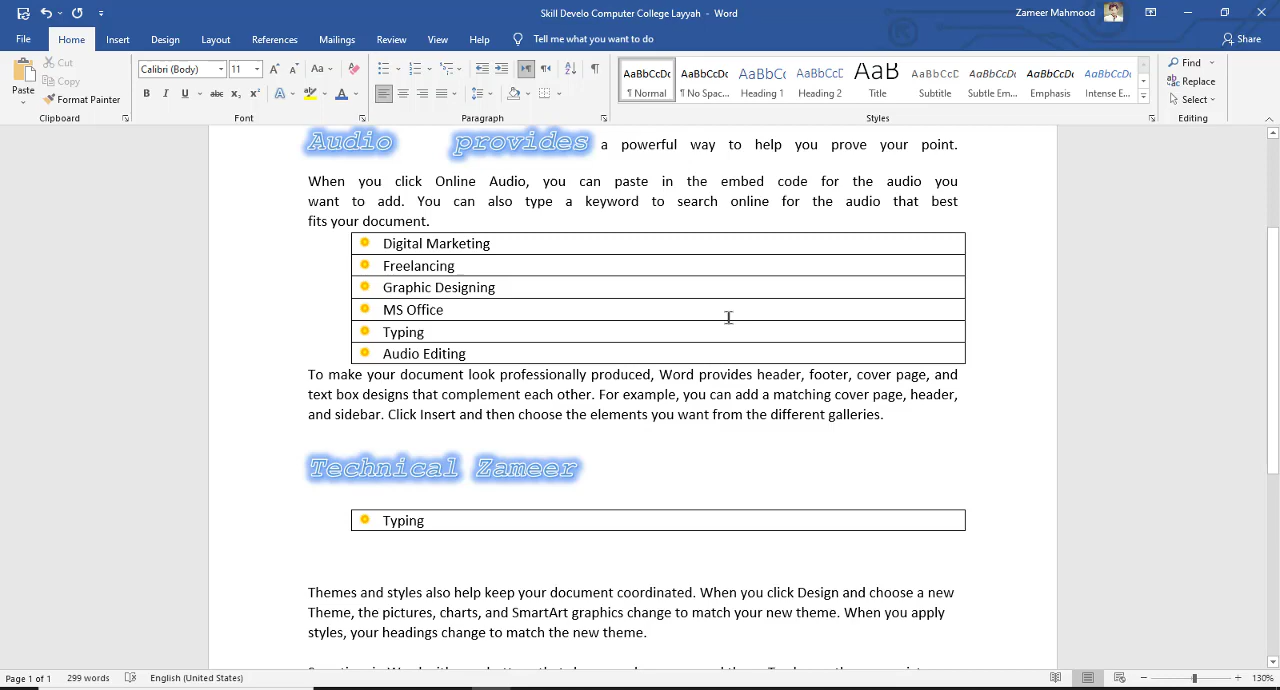 Skill Develo Computer College Layyah - Word
Zameer Mahmood
File Home Insert Design Layout References Mailings Review View Help Tell me what you want to do
Share
Paste
Cut
Copy
Format Painter
Clipboard
Calibri (Body) 11
Font
Paragraph
AaBbCcDc AaBbCcDc AaBbC AaBbCcC AaB AaBbCcD AaBbCcD AaBbCcD AaBbCcD
¶ Normal ¶ No Spac... Heading 1 Heading 2 Title Subtitle Subtle Em... Emphasis Intense E...
Styles
Find
Replace
Select
Editing
Audio provides a powerful way to help you prove your point.
When you click Online Audio, you can paste in the embed code for the audio you
want to add. You can also type a keyword to search online for the audio that best
fits your document.
Digital Marketing
Freelancing
Graphic Designing
MS Office
Typing
Audio Editing
To make your document look professionally produced, Word provides header, footer, cover page, and
text box designs that complement each other. For example, you can add a matching cover page, header,
and sidebar. Click Insert and then choose the elements you want from the different galleries.
Technical Zameer
Typing
Themes and styles also help keep your document coordinated. When you click Design and choose a new
Theme, the pictures, charts, and SmartArt graphics change to match your new theme. When you apply
styles, your headings change to match the new theme.
Page 1 of 1 299 words English (United States) 130%